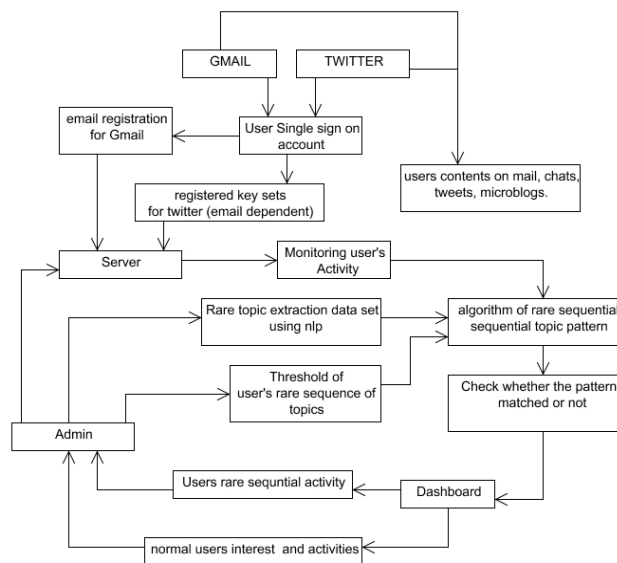 GMAIL
TWITTER
email registration
for Gmail
User Single sign on
account
users contents on mail, chats,
tweets, microblogs.
registered key sets
for twitter (email dependent)
Server
Monitoring user's
Activity
Rare topic extraction data set
using nlp
algorithm of rare sequential
sequential topic pattern
Threshold of
user's rare sequence of
topics
Check whether the pattern
matched or not
Admin
Users rare sequntial activity
Dashboard
normal users interest and activities